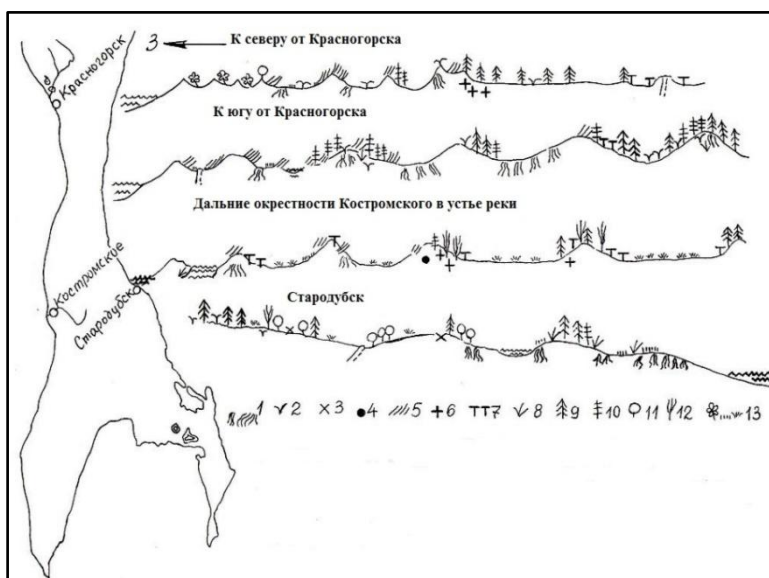 З
К северу от Красногорска
Красногорск
К югу от Красногорска
Дальние окрестности Костромского в устье реки
Костромское
Стародубск
Стародубск
1 2 3 4 5 6 7 8 9 10 11 12 13